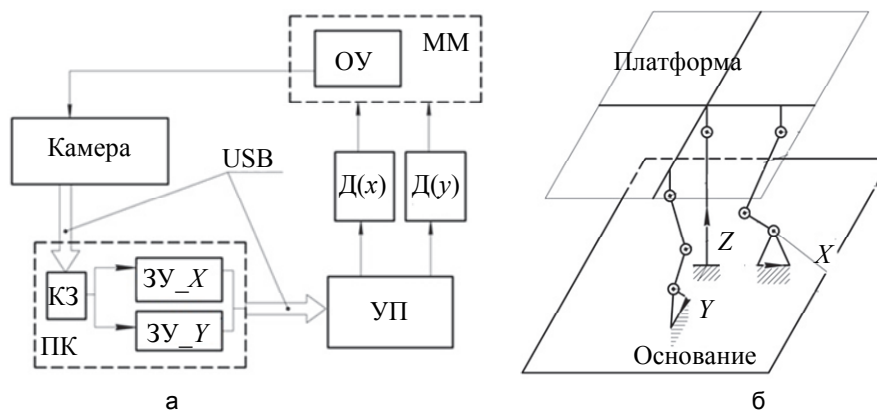 ММ
ОУ
Камера
USB
Д(x)
Д(y)
КЗ
ЗУ_X
ЗУ_Y
ПК
УП
а
Платформа
Z
X
Y
Основание
б